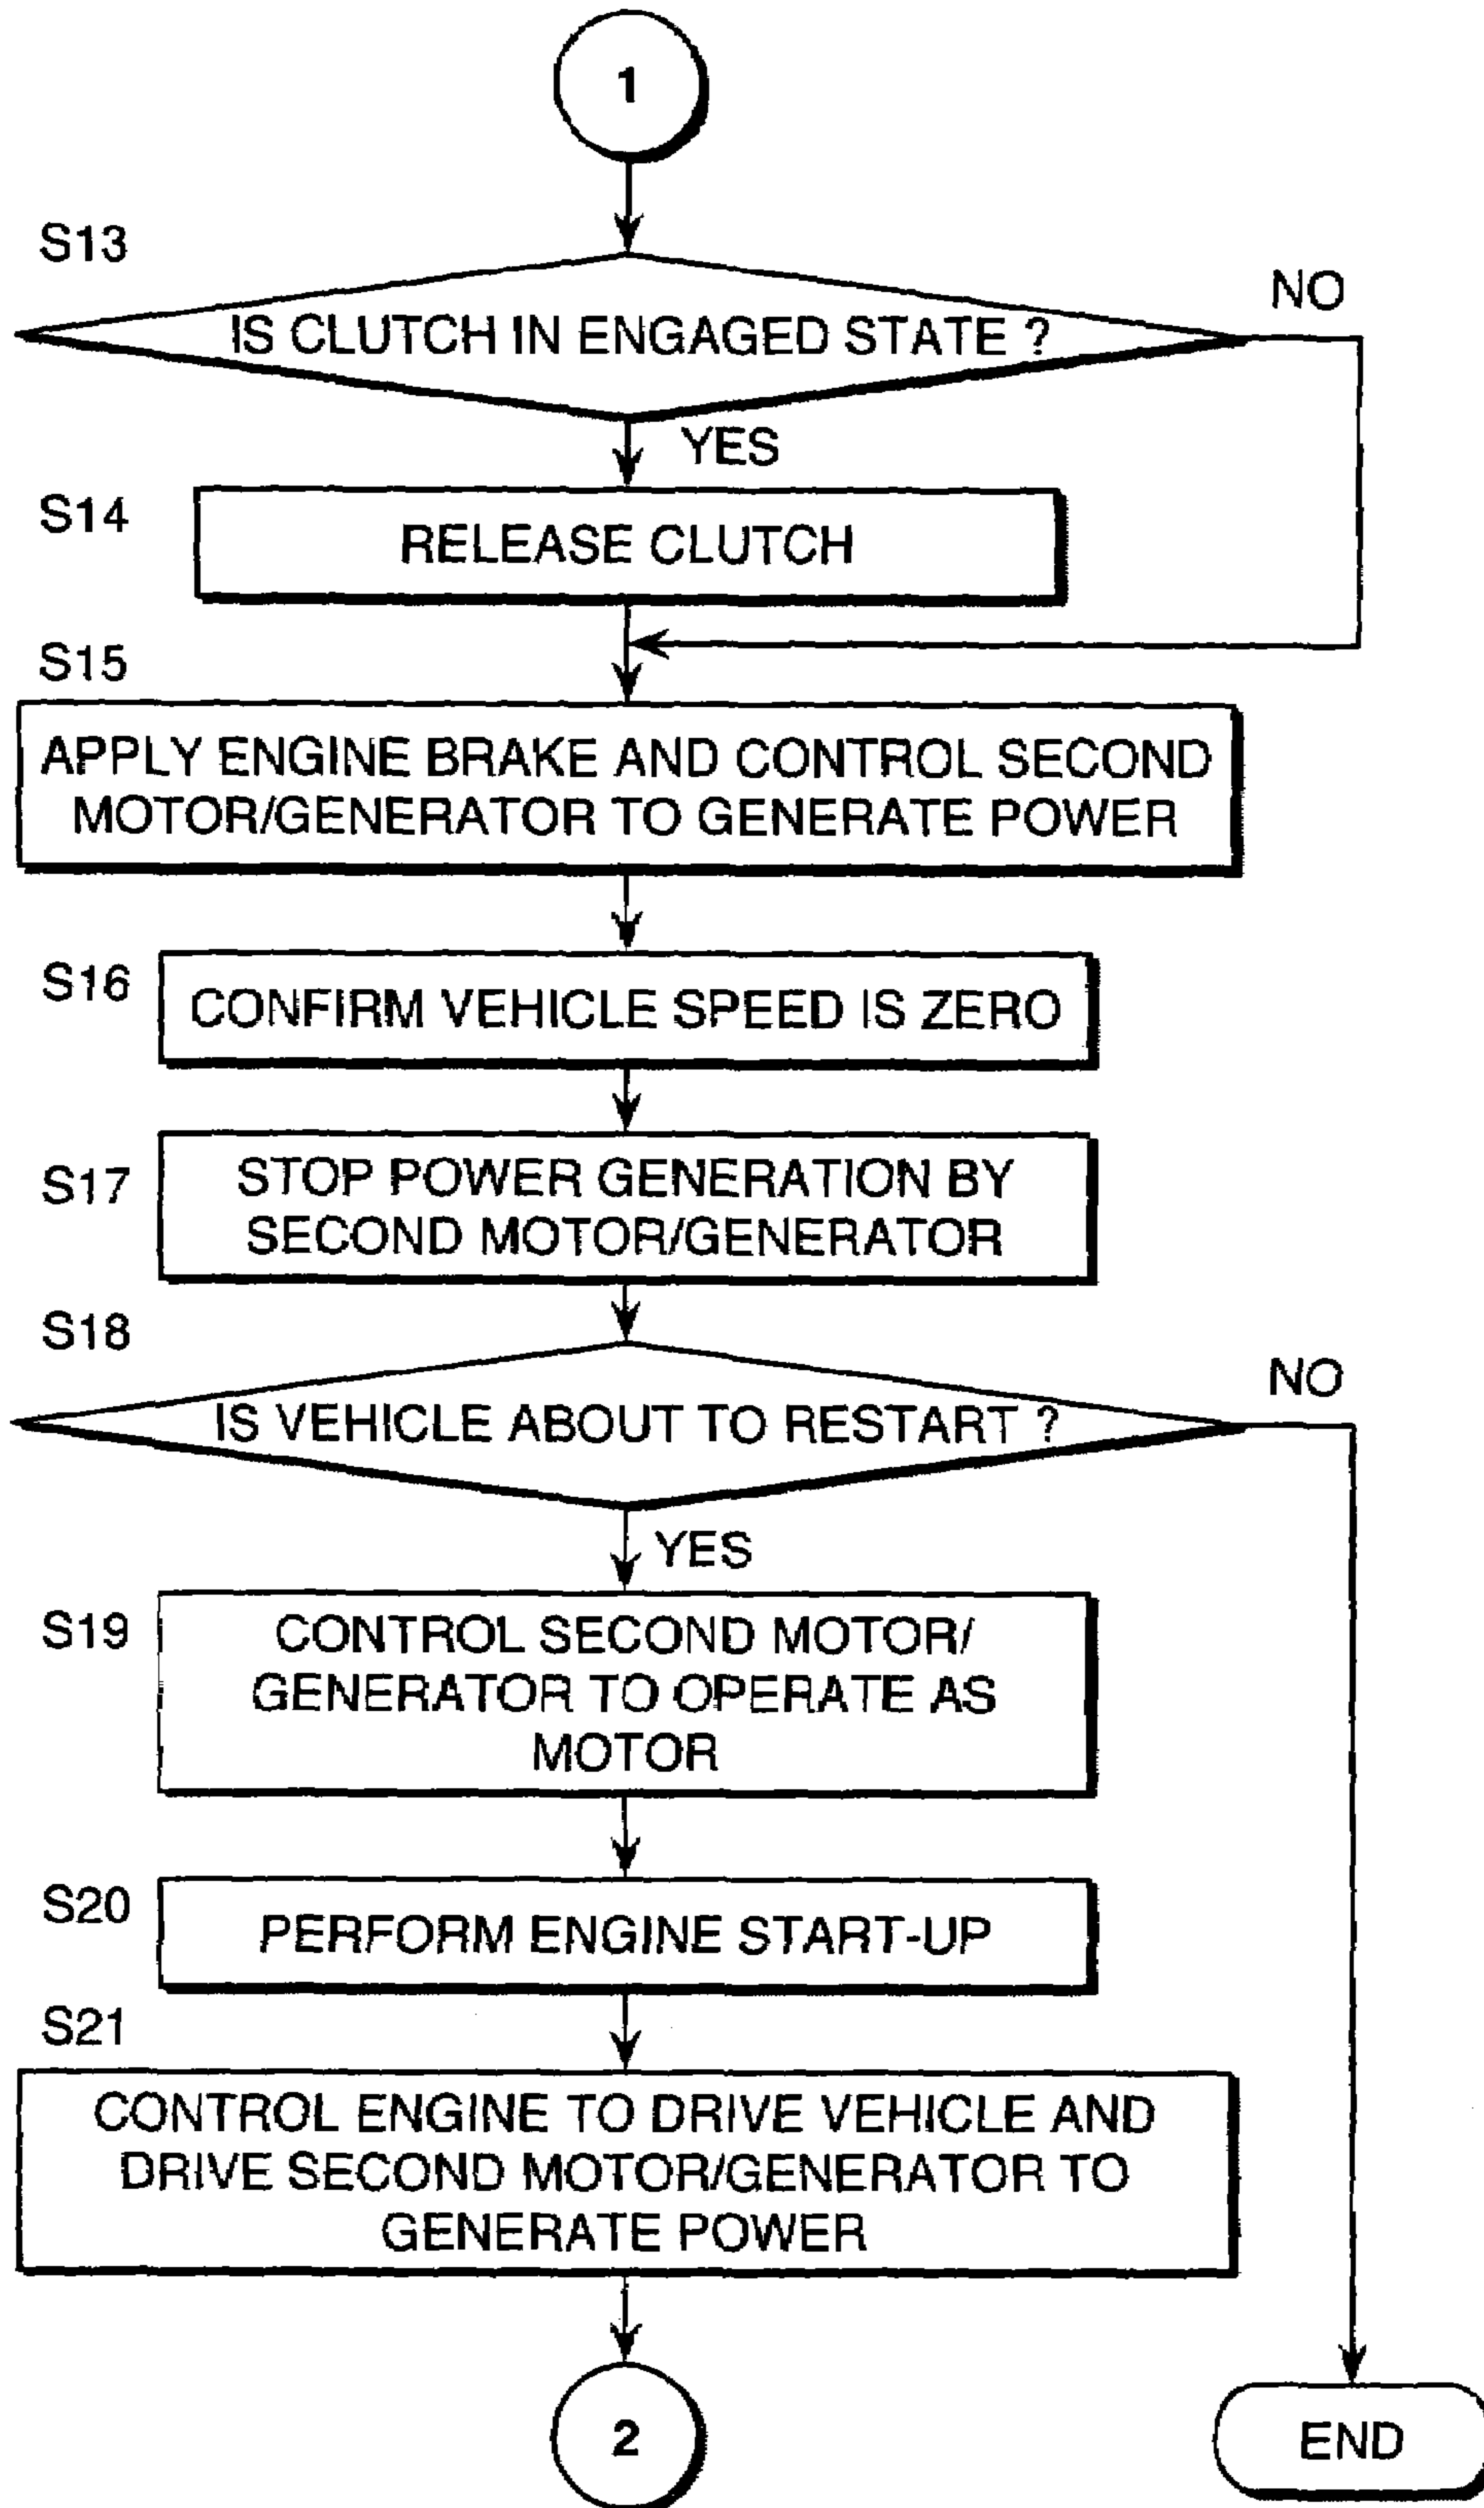 1
S13
NO
IS CLUTCH IN ENGAGED STATE ?
YES
S14
RELEASE CLUTCH
S15
APPLY ENGINE BRAKE AND CONTROL SECOND
MOTOR/GENERATOR TO GENERATE POWER
S16
CONFIRM VEHICLE SPEED IS ZERO
S17
STOP POWER GENERATION BY
SECOND MOTOR/GENERATOR
S18
NO
IS VEHICLE ABOUT TO RESTART ?
YES
S19
CONTROL SECOND MOTOR/
GENERATOR TO OPERATE AS
MOTOR
S20
PERFORM ENGINE START-UP
S21
CONTROL ENGINE TO DRIVE VEHICLE AND
DRIVE SECOND MOTOR/GENERATOR TO
GENERATE POWER
2
END